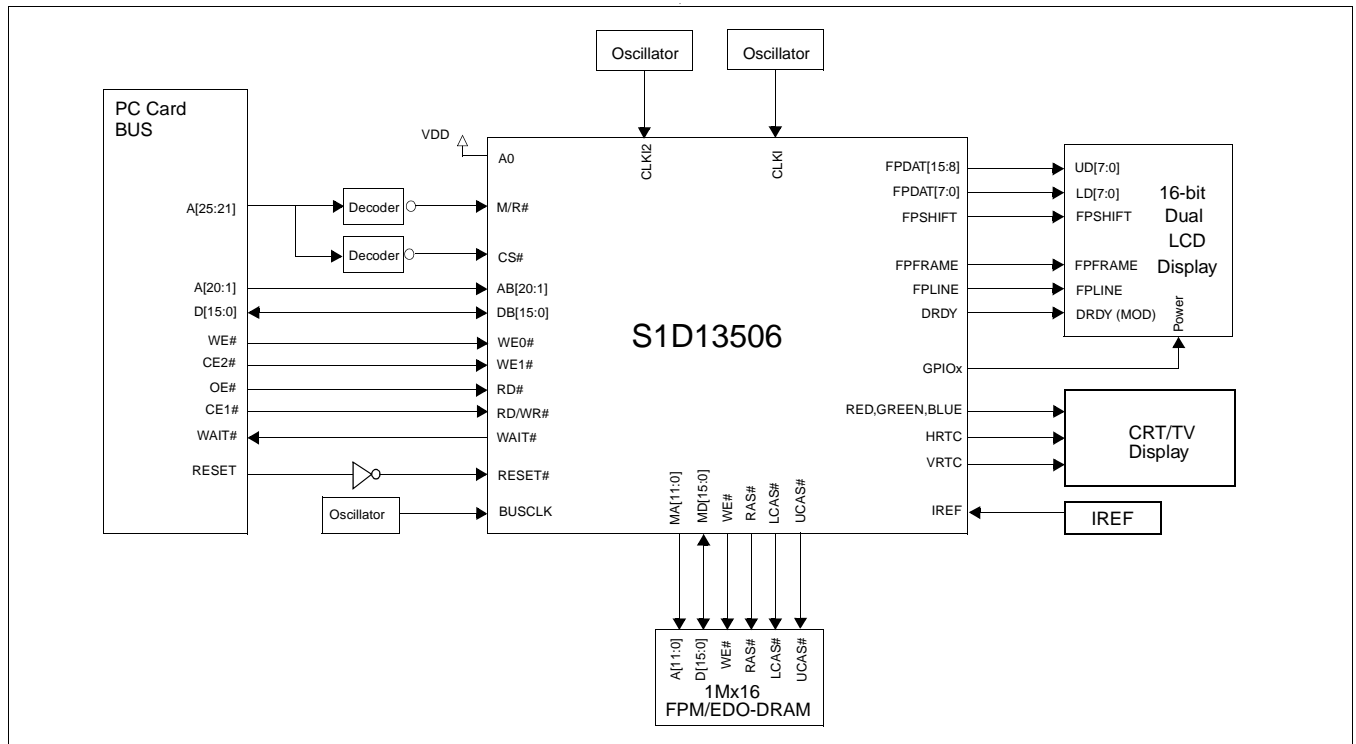 Oscillator
Oscillator
PC Card
BUS
VDD
A0
CLKI2
CLKI
A[25:21]
Decoder
M/R#
Decoder
CS#
A[20:1]
AB[20:1]
D[15:0]
DB[15:0]
WE#
WE0#
CE2#
WE1#
OE#
RD#
CE1#
RD/WR#
WAIT#
WAIT#
RESET
RESET#
Oscillator
BUSCLK
S1D13506
FPDAT[15:8]
UD[7:0]
FPDAT[7:0]
LD[7:0]
FPSHIFT
FPSHIFT
16-bit
Dual
LCD
Display
FPFRAME
FPFRAME
FPLINE
FPLINE
DRDY
DRDY (MOD)
Power
GPIOx
RED,GREEN,BLUE
HRTC
VRTC
CRT/TV
Display
IREF
IREF
MA[11:0]
MD[15:0]
WE#
RAS#
LCAS#
UCAS#
A[11:0]
D[15:0]
WE#
RAS#
LCAS#
UCAS#
1Mx16
FPM/EDO-DRAM